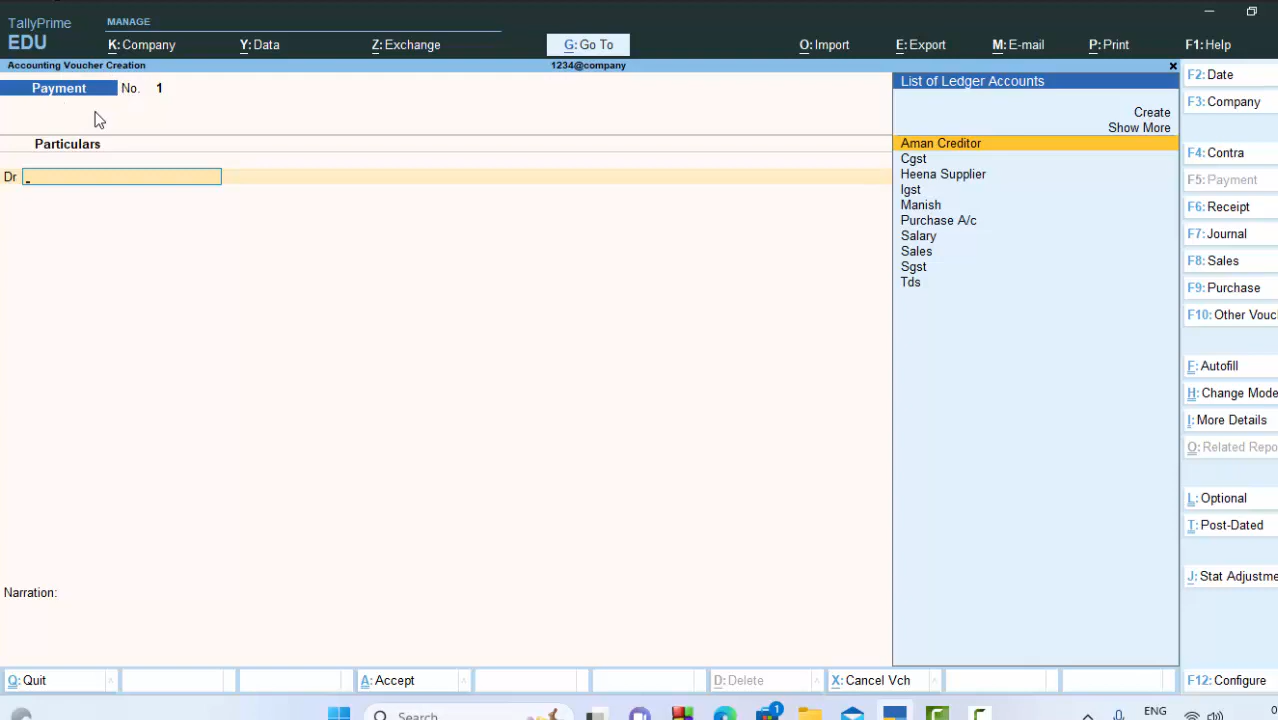 TallyPrime
EDU
MANAGE
K: Company
Y: Data
Z: Exchange
G: Go To
O: Import
E: Export
M: E-mail
P: Print
F1: Help
Accounting Voucher Creation
1234@company
Payment No. 1
Particulars
Dr
List of Ledger Accounts
Create
Show More
Aman Creditor
Cgst
Heena Supplier
Igst
Manish
Purchase A/c
Salary
Sales
Sgst
Tds
F2: Date
F3: Company
F4: Contra
F5: Payment
F6: Receipt
F7: Journal
F8: Sales
F9: Purchase
F10: Other Vouc
F: Autofill
H: Change Mode
I: More Details
O: Related Repo
L: Optional
T: Post-Dated
J: Stat Adjustme
Narration:
Q: Quit
A: Accept
D: Delete
X: Cancel Vch
F12: Configure
Search
1
ENG